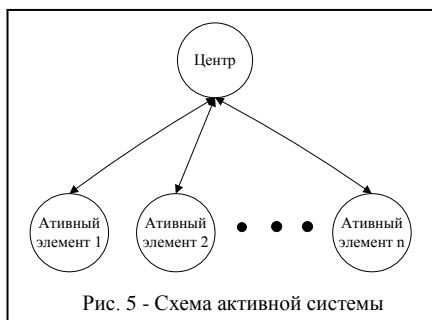 Центр
Ативный
элемент 1
Ативный
элемент 2
Ативный
элемент n
Рис. 5 - Схема активной системы